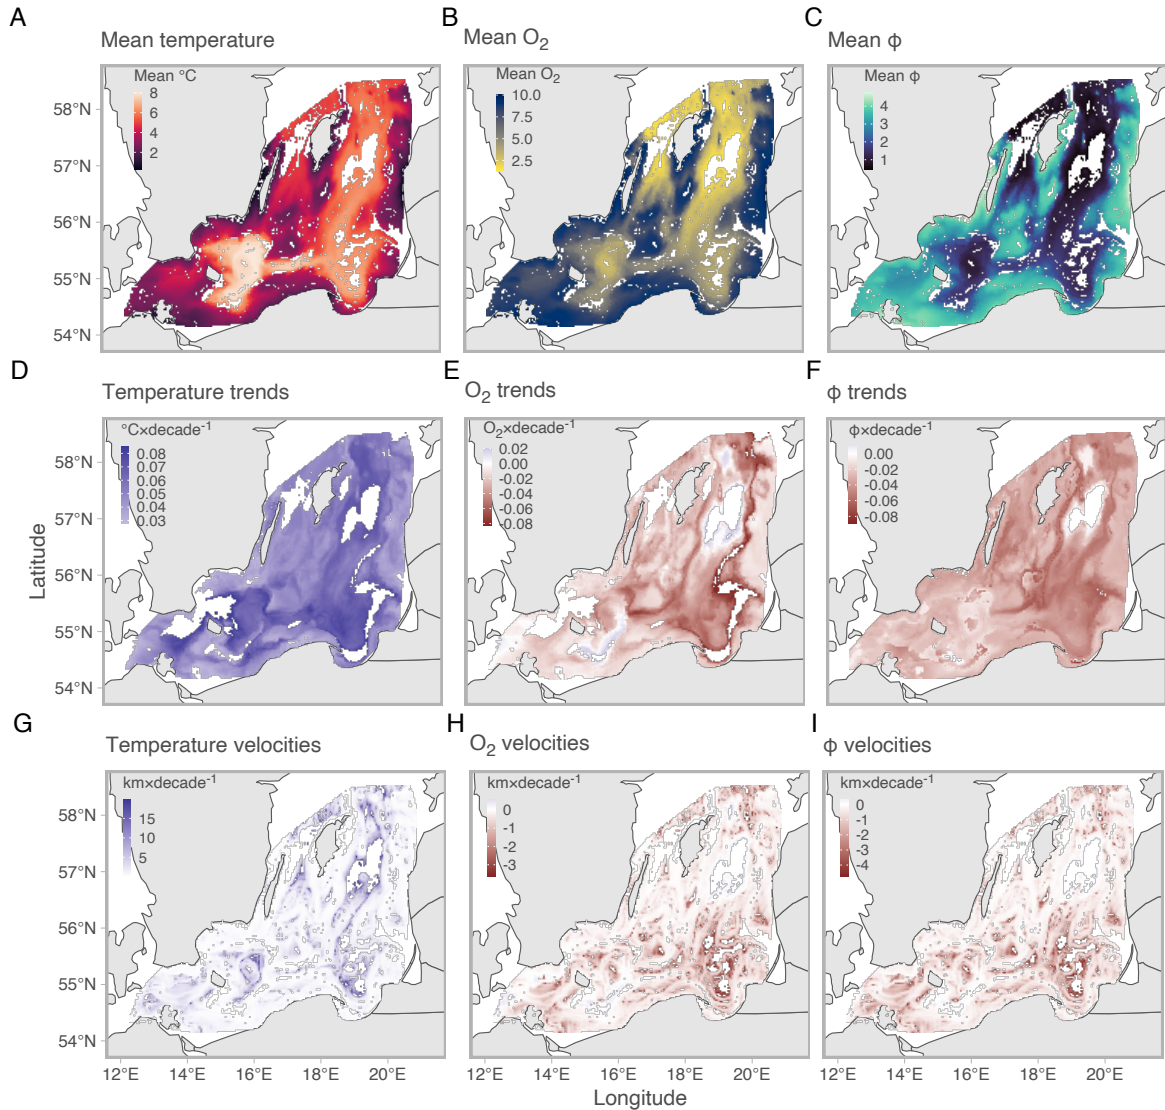 A
B
C
Mean temperature
Mean O₂
Mean ϕ
Mean °C
8
6
4
2
Mean O₂
10.0
7.5
5.0
2.5
Mean ϕ
4
3
2
1
58°N
57°N
56°N
55°N
54°N
D
E
F
Temperature trends
O₂ trends
ϕ trends
°C×decade⁻¹
0.08
0.07
0.06
0.05
0.04
0.03
O₂×decade⁻¹
0.02
0.00
-0.02
-0.04
-0.06
-0.08
ϕ×decade⁻¹
0.00
-0.02
-0.04
-0.06
-0.08
58°N
57°N
56°N
55°N
54°N
Latitude
G
H
I
Temperature velocities
O₂ velocities
ϕ velocities
km×decade⁻¹
15
10
5
km×decade⁻¹
0
-1
-2
-3
km×decade⁻¹
0
-1
-2
-3
-4
58°N
57°N
56°N
55°N
54°N
12°E 14°E 16°E 18°E 20°E
12°E 14°E 16°E 18°E 20°E
12°E 14°E 16°E 18°E 20°E
Longitude